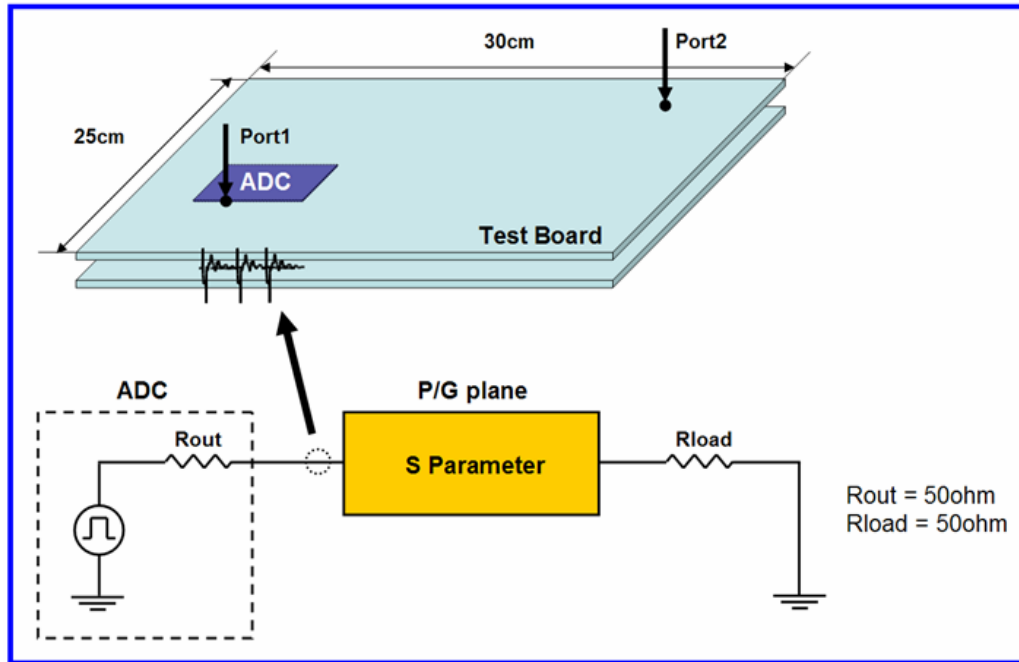 30cm
Port2
25cm
Port1
ADC
Test Board
ADC
P/G plane
Rout
S Parameter
Rload
Rout = 50ohm
Rload = 50ohm